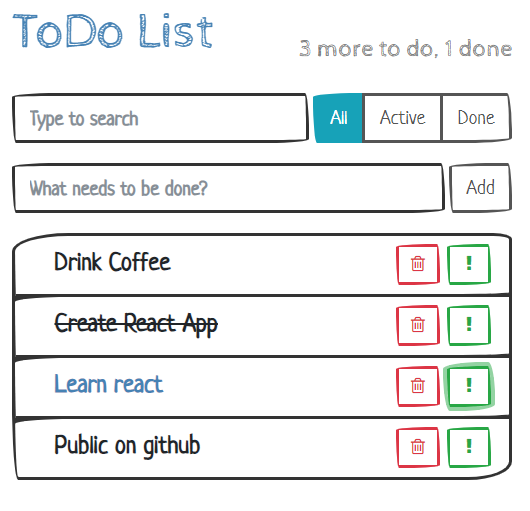 ToDo List
3 more to do, 1 done
Type to search
All Active Done
What needs to be done? Add
Drink Coffee !
Create React App !
Learn react !
Public on github !